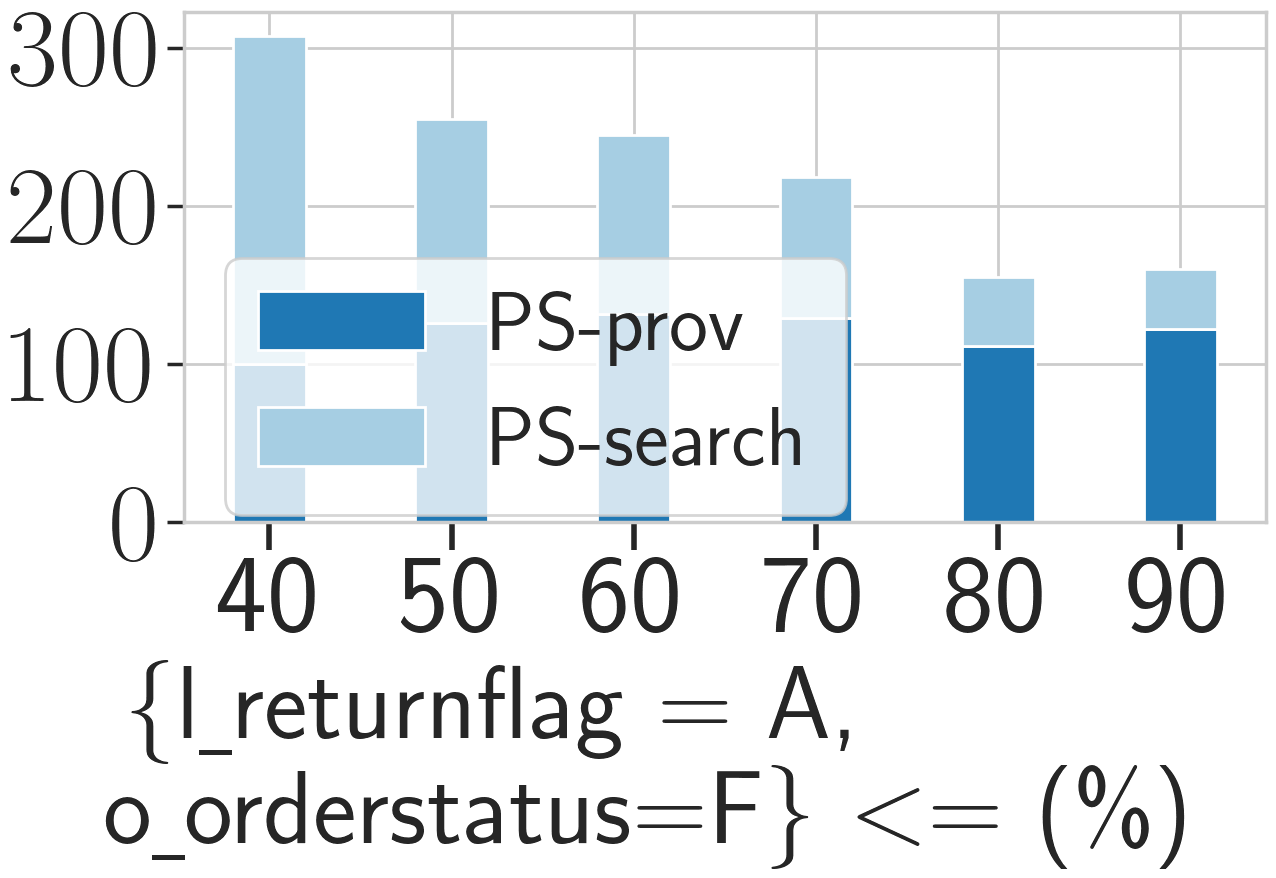 300
200
100
0
PS-prov
PS-search
40 50 60 70 80 90
{l_returnflag = A,
o_orderstatus=F} <= (%)